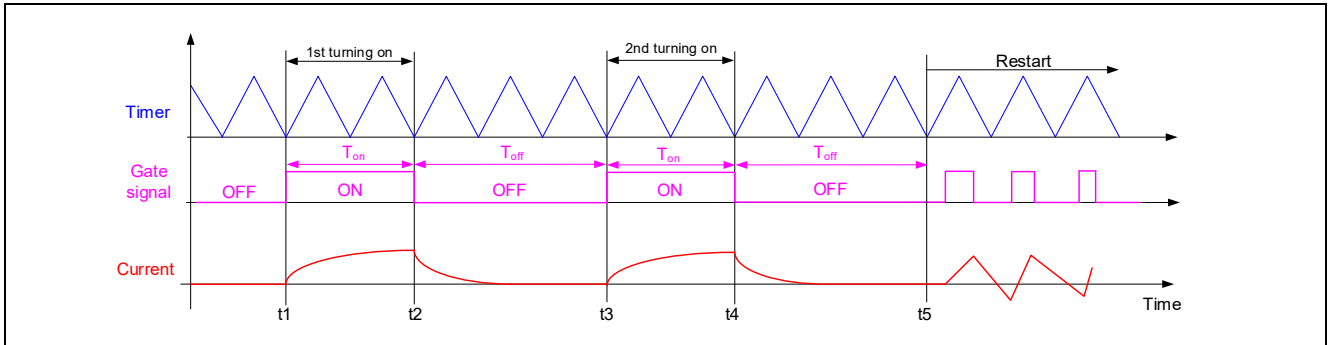 1st turning on
2nd turning on
Restart
Timer
Ton
Toff
Ton
Toff
Gate
signal
OFF
ON
OFF
ON
OFF
Current
t1
t2
t3
t4
t5
Time